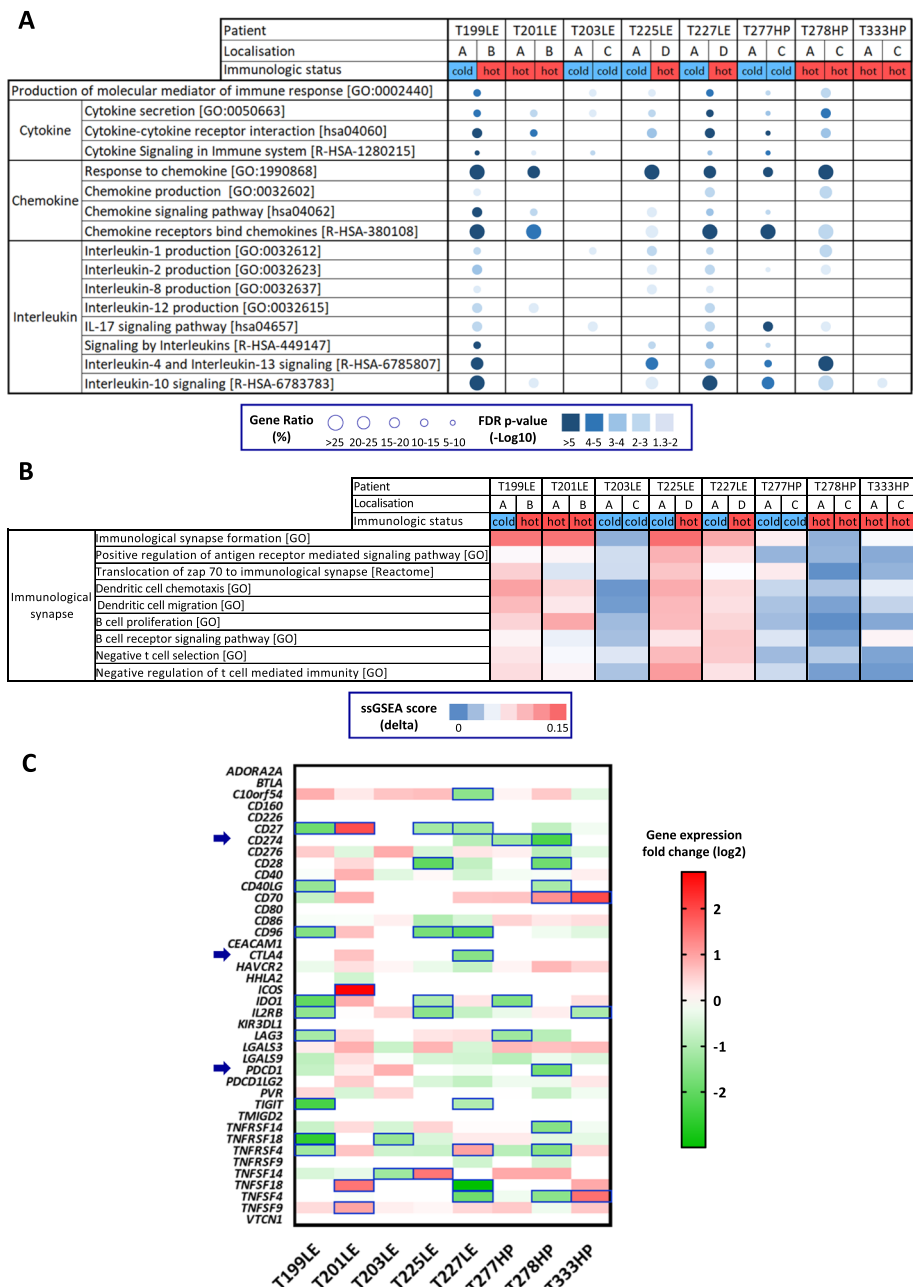 A
Patient T199LE T201LE T203LE T225LE T227LE T277HP T278HP T333HP
Localisation A B A B A C A D A D A C A C A C
Immunologic status cold hot hot hot cold cold cold hot cold hot cold cold hot hot hot hot
Production of molecular mediator of immune response [GO:0002440]
Cytokine
Cytokine secretion [GO:0050663]
Cytokine-cytokine receptor interaction [hsa04060]
Cytokine Signaling in Immune system [R-HSA-1280215]
Chemokine
Response to chemokine [GO:1990868]
Chemokine production [GO:0032602]
Chemokine signaling pathway [hsa04062]
Chemokine receptors bind chemokines [R-HSA-380108]
Interleukin
Interleukin-1 production [GO:0032612]
Interleukin-2 production [GO:0032623]
Interleukin-8 production [GO:0032637]
Interleukin-12 production [GO:0032615]
IL-17 signaling pathway [hsa04657]
Signaling by Interleukins [R-HSA-449147]
Interleukin-4 and Interleukin-13 signaling [R-HSA-6785807]
Interleukin-10 signaling [R-HSA-6783783]
Gene Ratio (%)
>25 20-25 15-20 10-15 5-10
FDR p-value (-Log10)
>5 4-5 3-4 2-3 1.3-2
B
Patient T199LE T201LE T203LE T225LE T227LE T277HP T278HP T333HP
Localisation A B A B A C A D A D A C A C A C
Immunologic status cold hot hot hot cold cold cold hot cold hot cold cold hot hot hot hot
Immunological synapse
Immunological synapse formation [GO]
Positive regulation of antigen receptor mediated signaling pathway [GO]
Translocation of zap 70 to immunological synapse [Reactome]
Dendritic cell chemotaxis [GO]
Dendritic cell migration [GO]
B cell proliferation [GO]
B cell receptor signaling pathway [GO]
Negative t cell selection [GO]
Negative regulation of t cell mediated immunity [GO]
ssGSEA score (delta)
0 0.15
C
ADORA2A
BTLA
C10orf54
CD160
CD226
CD27
CD274
CD276
CD28
CD40
CD40LG
CD70
CD80
CD86
CD96
CEACAM1
CTLA4
HAVCR2
HHLA2
ICOS
IDO1
IL2RB
KIR3DL1
LAG3
LGALS3
LGALS9
PDCD1
PDCD1LG2
PVR
TIGIT
TMIGD2
TNFRSF14
TNFRSF18
TNFRSF4
TNFRSF9
TNFSF14
TNFSF18
TNFSF4
TNFSF9
VTCN1
T199LE T201LE T203LE T225LE T227LE T277HP T278HP T333HP
Gene expression
fold change (log2)
2
1
0
-1
-2